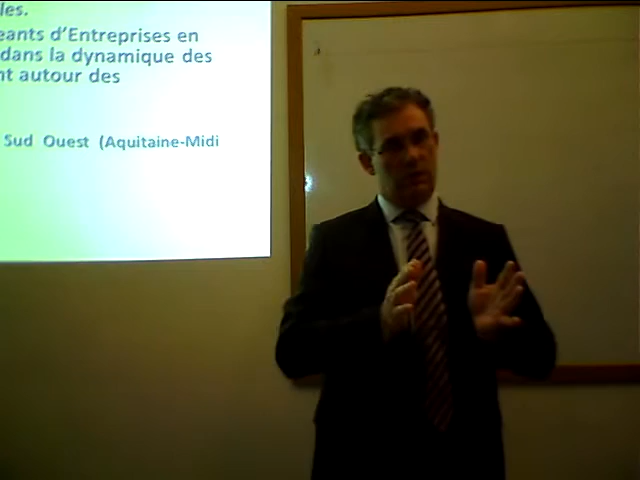 les.
eants d'Entreprises en
dans la dynamique des
nt autour des
Sud Ouest (Aquitaine-Midi